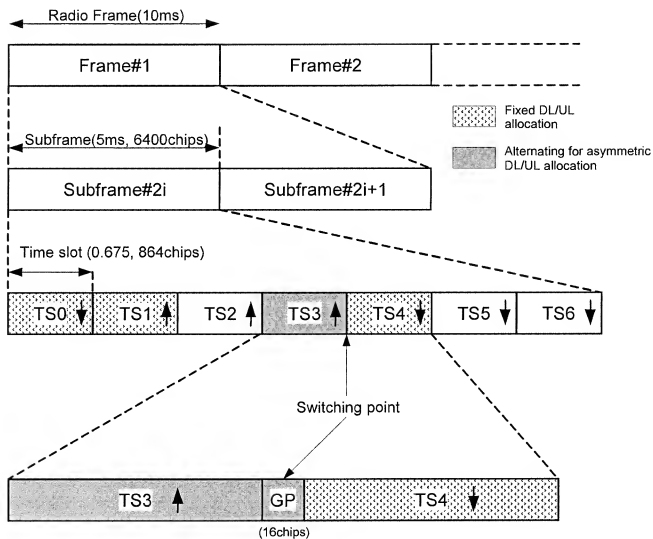 Radio Frame(10ms)
Frame#1
Frame#2
Fixed DL/UL
allocation
Subframe(5ms, 6400chips)
Alternating for asymmetric
DL/UL allocation
Subframe#2i
Subframe#2i+1
Time slot (0.675, 864chips)
TS0
TS1
TS2
TS3
TS4
TS5
TS6
Switching point
TS3
GP
TS4
(16chips)